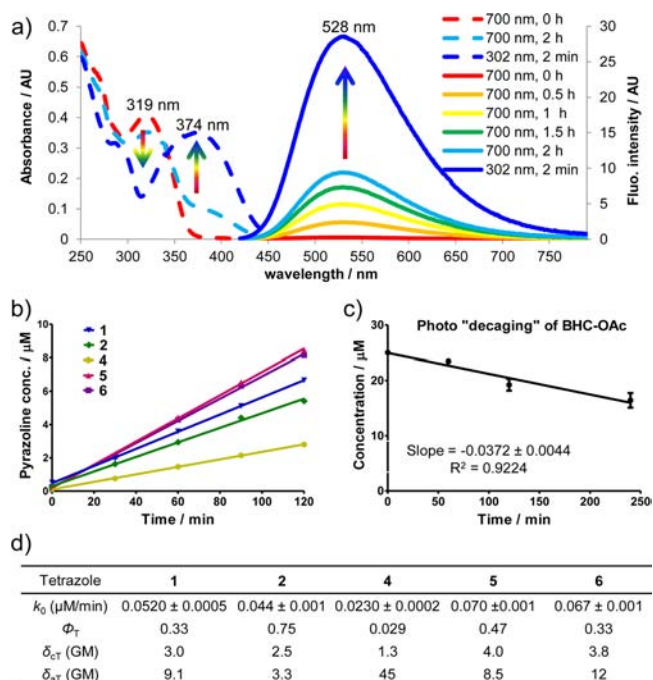 a)
0.7
0.6
0.5
0.4
0.3
0.2
0.1
0
Absorbance / AU
319 nm
374 nm
528 nm
700 nm, 0 h
700 nm, 2 h
302 nm, 2 min
700 nm, 0 h
700 nm, 0.5 h
700 nm, 1 h
700 nm, 1.5 h
700 nm, 2 h
302 nm, 2 min
30
25
20
15
10
5
0
Fluo. intensity / AU
250 300 350 400 450 500 550 600 650 700 750
wavelength / nm
b)
10
8
6
4
2
0
Pyrazoline conc. / μM
1
2
4
5
6
0 20 40 60 80 100 120
Time / min
c)
Photo "decaging" of BHC-OAc
30
20
10
0
Concentration / μM
Slope = -0.0372 ± 0.0044
R² = 0.9224
0 50 100 150 200 250
Time / min
d)
Tetrazole 1 2 4 5 6
k₀ (μM/min) 0.0520 ± 0.0005 0.044 ± 0.001 0.0230 ± 0.0002 0.070 ±0.001 0.067 ± 0.001
Φ_T 0.33 0.75 0.029 0.47 0.33
δ_cT (GM) 3.0 2.5 1.3 4.0 3.8
δ_aT (GM) 9.1 3.3 45 8.5 12